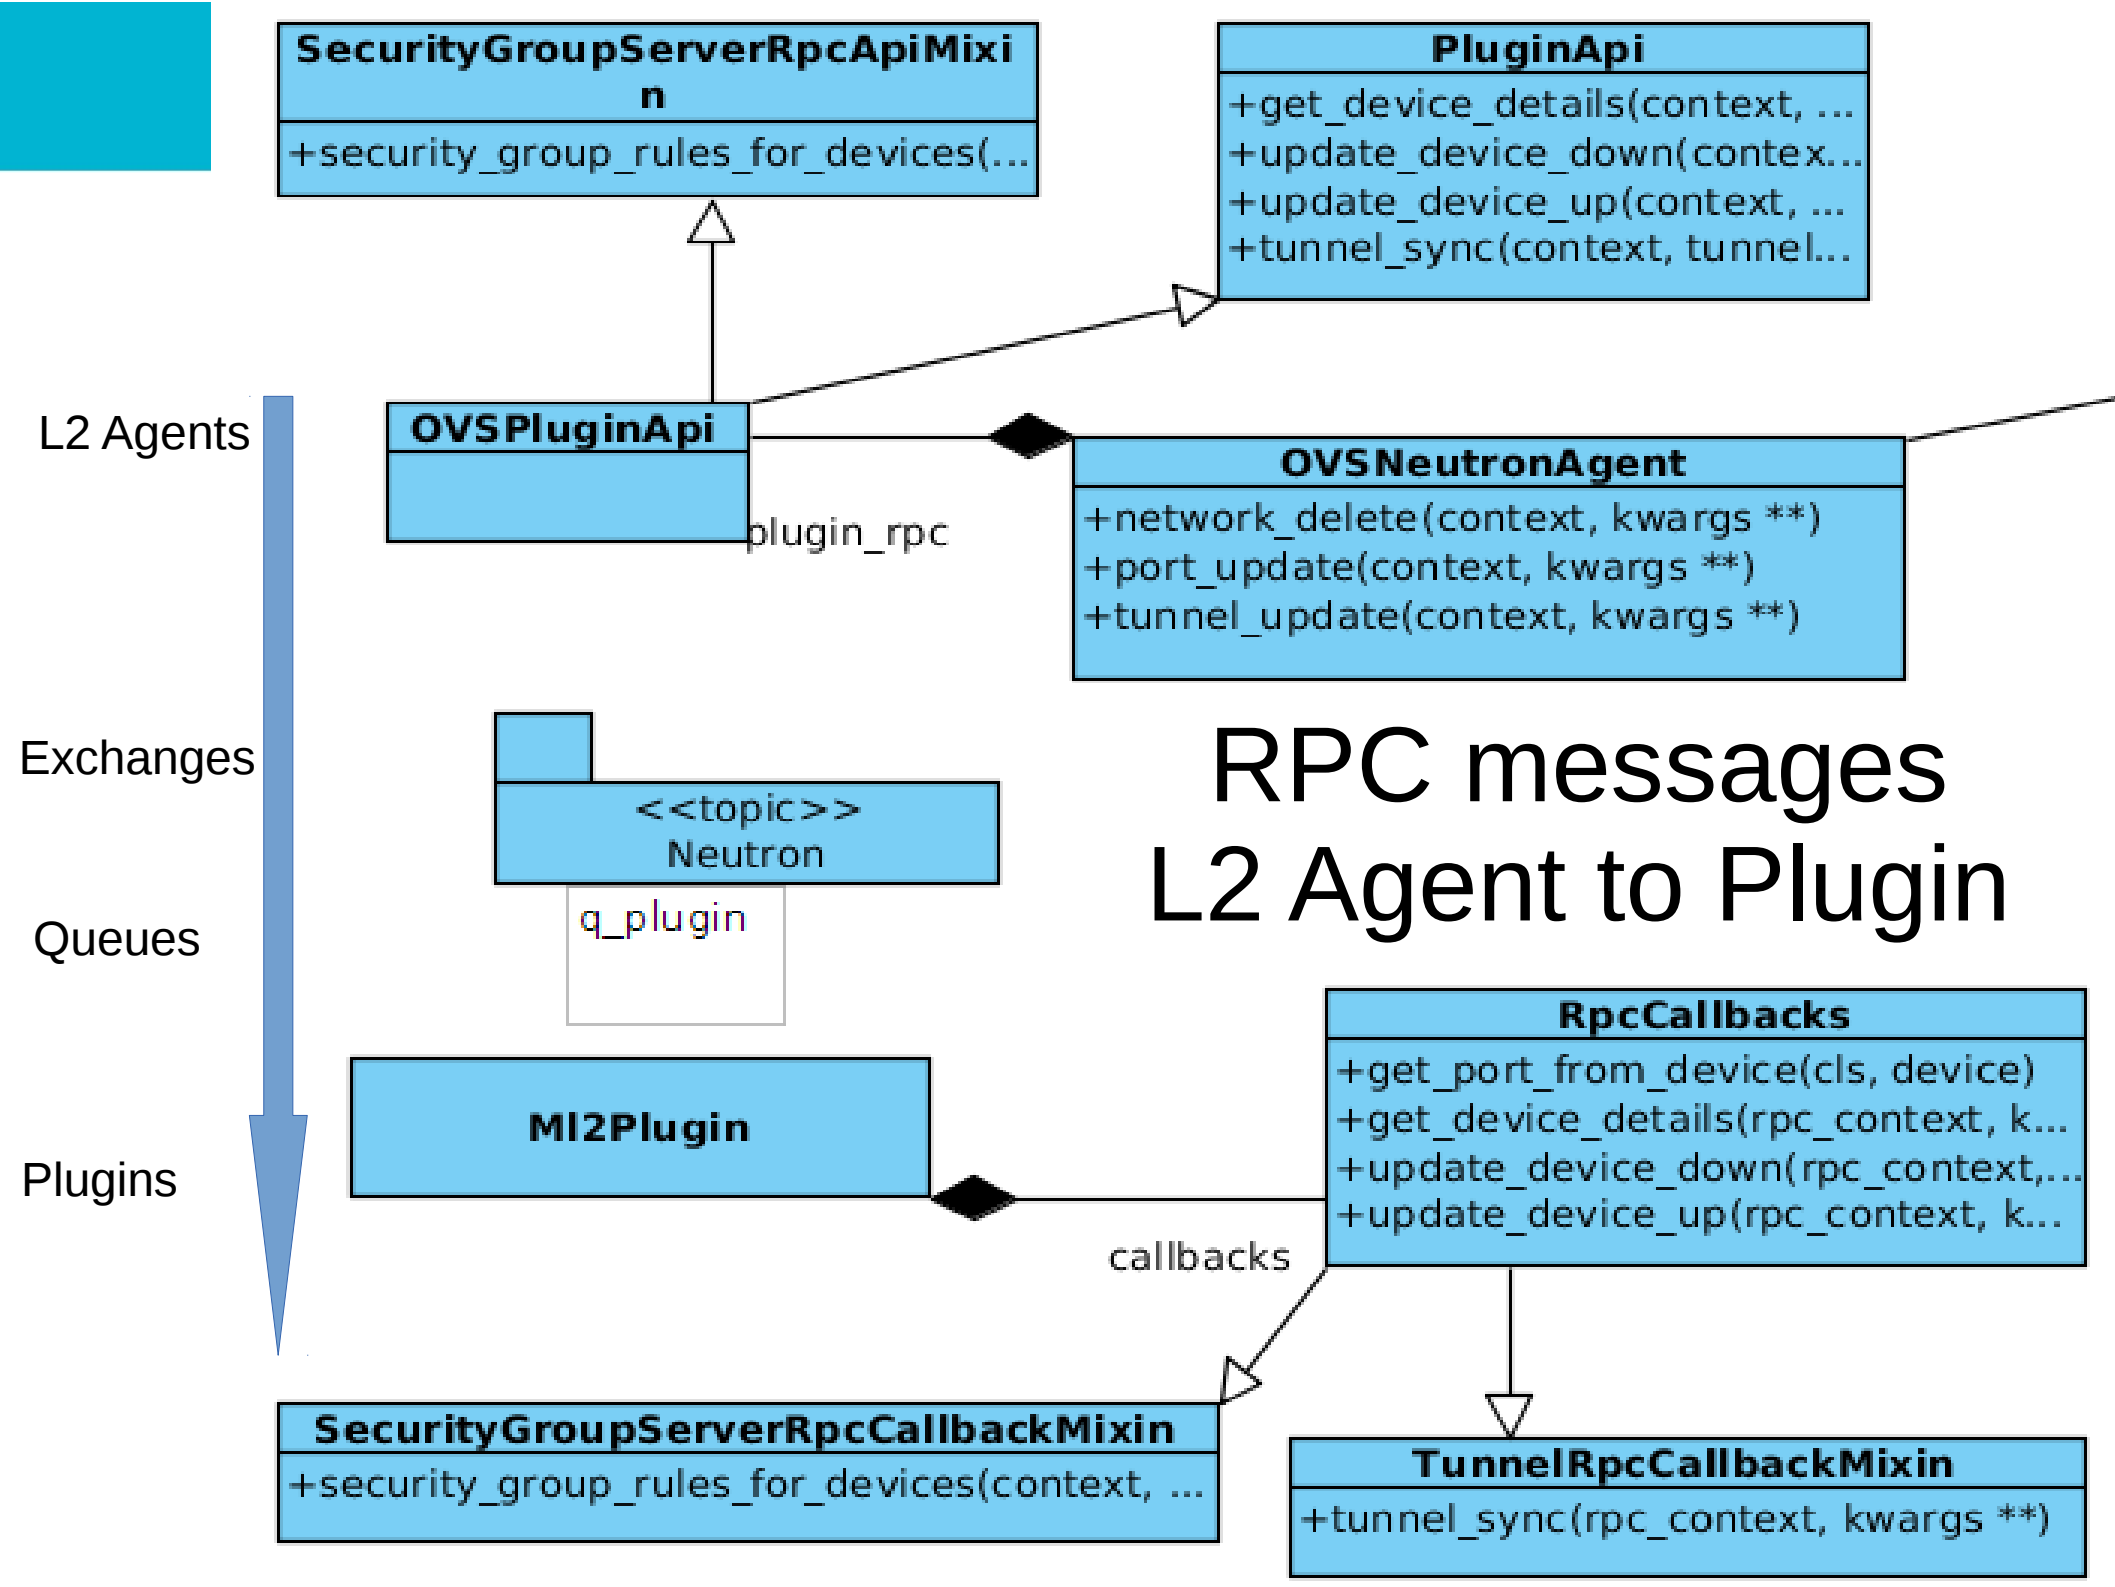 SecurityGroupServerRpcApiMixi
n
+security_group_rules_for_devices(...
PluginApi
+get_device_details(context, ...
+update_device_down(contex...
+update_device_up(context, ...
+tunnel_sync(context, tunnel...
L2 Agents
OVSPluginApi
plugin_rpc
OVSNeutronAgent
+network_delete(context, kwargs **)
+port_update(context, kwargs **)
+tunnel_update(context, kwargs **)
Exchanges
<<topic>>
Neutron
RPC messages
L2 Agent to Plugin
Queues
q_plugin
Plugins
Ml2Plugin
callbacks
RpcCallbacks
+get_port_from_device(cls, device)
+get_device_details(rpc_context, k...
+update_device_down(rpc_context,...
+update_device_up(rpc_context, k...
SecurityGroupServerRpcCallbackMixin
+security_group_rules_for_devices(context, ...
TunnelRpcCallbackMixin
+tunnel_sync(rpc_context, kwargs **)